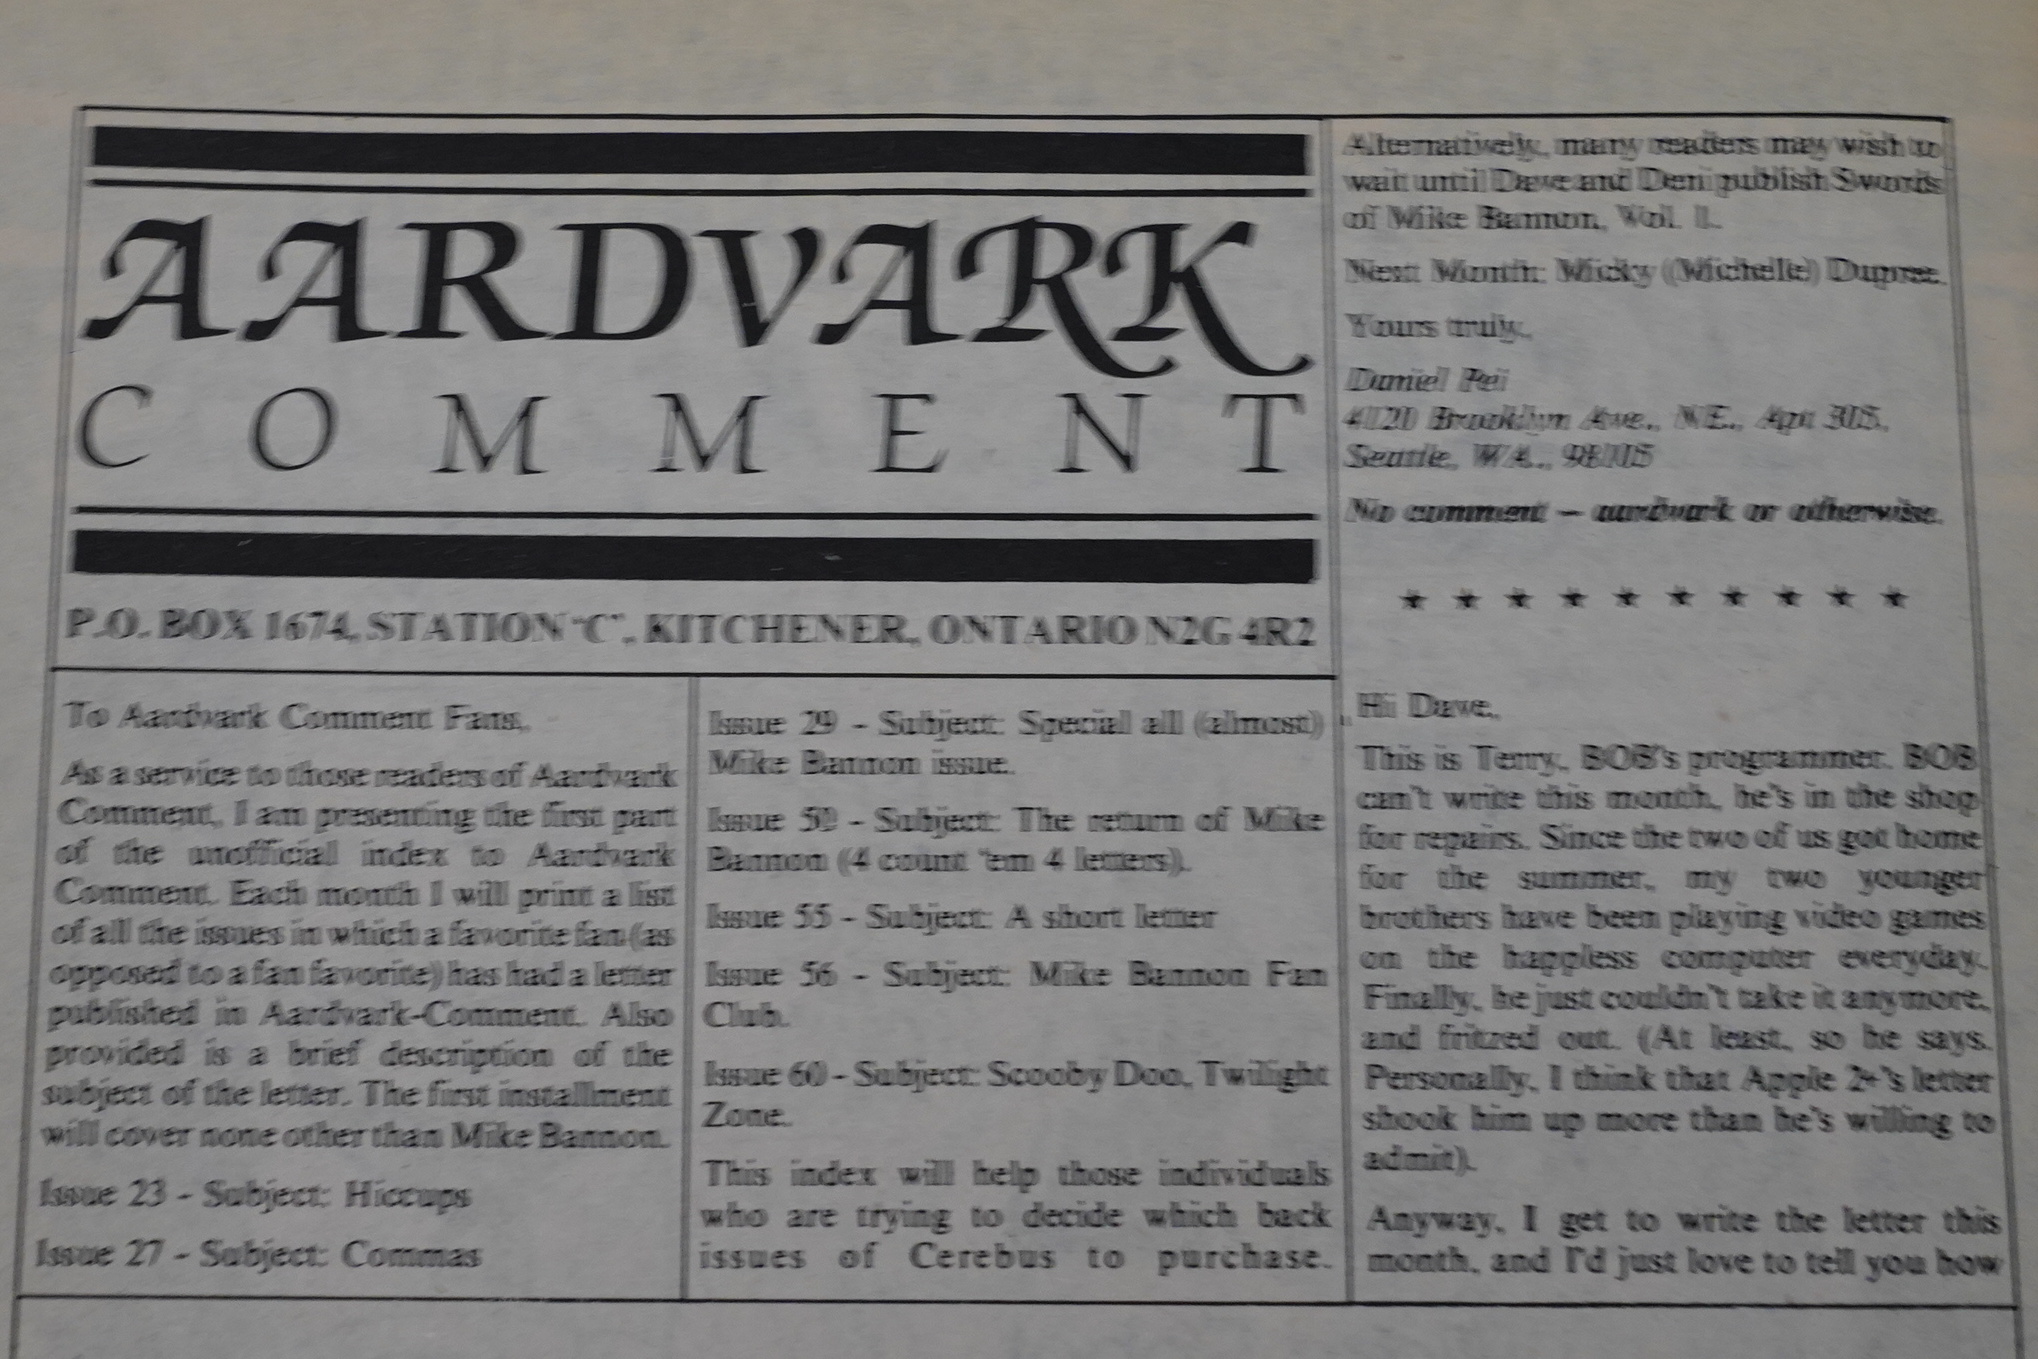 AARDVARK
COMMENT
P.O. BOX 1674, STATION "C", KITCHENER, ONTARIO N2G 4R2
To Aardvark Comment Fans,
As a service to those readers of Aardvark
Comment, I am presenting the first part
of the unofficial index to Aardvark
Comment. Each month I will print a list
of all the issues in which a favorite fan (as
opposed to a fan favorite) has had a letter
published in Aardvark-Comment. Also
provided is a brief description of the
subject of the letter. The first installment
will cover none other than Mike Bannon.
Issue 23 - Subject: Hiccups
Issue 27 - Subject: Commas
Issue 29 - Subject: Special all (almost)
Mike Bannon issue.
Issue 50 - Subject: The return of Mike
Bannon (4 count 'em 4 letters).
Issue 55 - Subject: A short letter
Issue 56 - Subject: Mike Bannon Fan
Club.
Issue 60 - Subject: Scooby Doo, Twilight
Zone.
This index will help those individuals
who are trying to decide which back
issues of Cerebus to purchase.
Alternatively, many readers may wish to
wait until Dave and Deni publish Swords
of Mike Bannon, Vol. I.
Next Month: Micky (Michelle) Dupree.
Yours truly,
Daniel Pei
4120 Brooklyn Ave., NE., Apt 305,
Seattle, WA., 98105
No comment – aardvark or otherwise.
* * * * * * * * * *
Hi Dave,
This is Terry, BOB's programmer. BOB
can't write this month, he's in the shop
for repairs. Since the two of us got home
for the summer, my two younger
brothers have been playing video games
on the hapless computer everyday.
Finally, he just couldn't take it anymore,
and fritzed out. (At least, so he says.
Personally, I think that Apple 2+'s letter
shook him up more than he's willing to
admit).
Anyway, I get to write the letter this
month, and I'd just love to tell you how